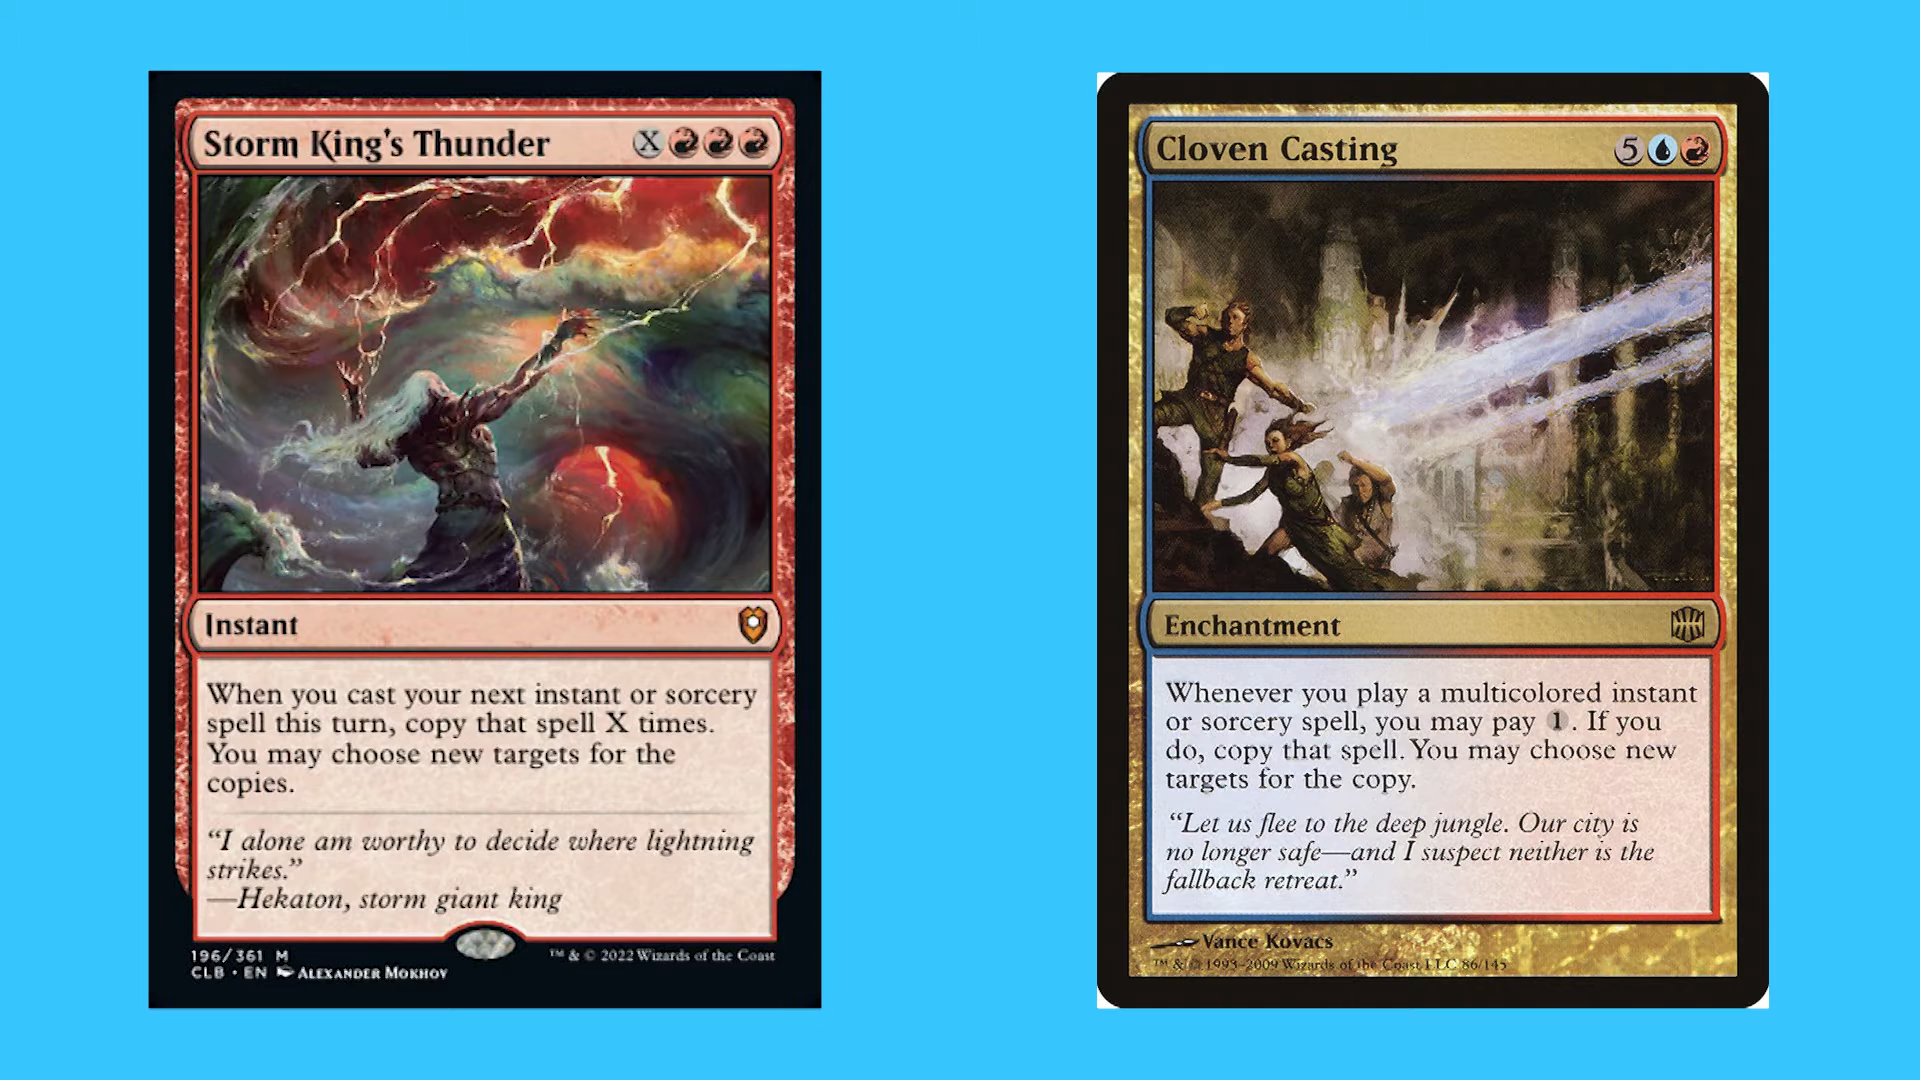 Storm King's Thunder X
Instant
When you cast your next instant or sorcery
spell this turn, copy that spell X times.
You may choose new targets for the
copies.
“I alone am worthy to decide where lightning
strikes.”
—Hekaton, storm giant king
196/361 M
CLB • EN ALEXANDER MOKHOV
™ & © 2022 Wizards of the Coast
Cloven Casting 5
Enchantment
Whenever you play a multicolored instant
or sorcery spell, you may pay 1. If you
do, copy that spell. You may choose new
targets for the copy.
“Let us flee to the deep jungle. Our city is
no longer safe—and I suspect neither is the
fallback retreat.”
Vance Kovacs
™ & © 1993–2009 Wizards of the Coast LLC 86/145